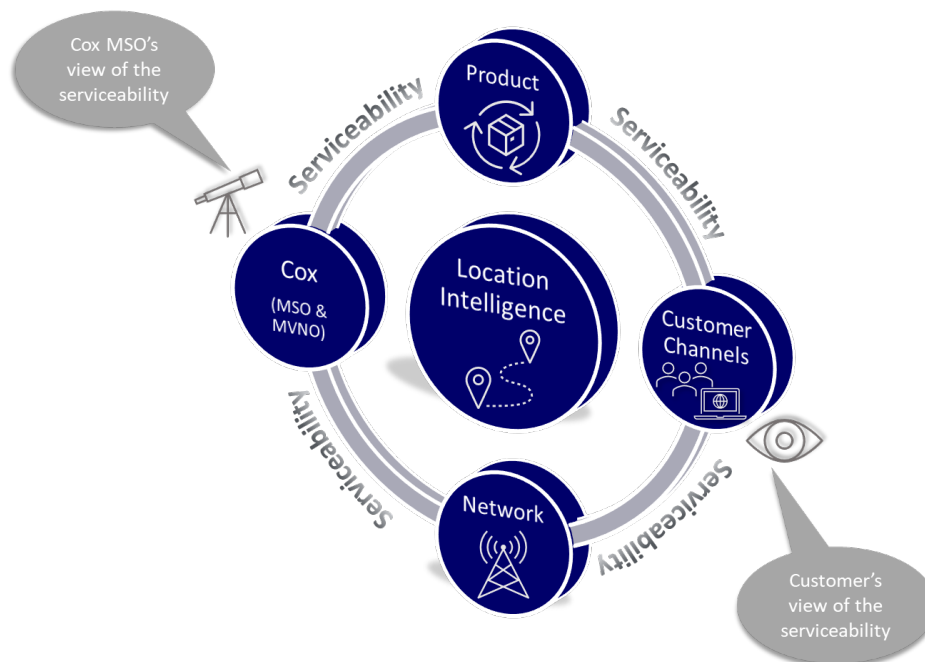 Cox MSO's
view of the
serviceability
Product
Serviceability
Serviceability
Cox
(MSO &
MVNO)
Location
Intelligence
Customer
Channels
Serviceability
Serviceability
Network
Customer's
view of the
serviceability